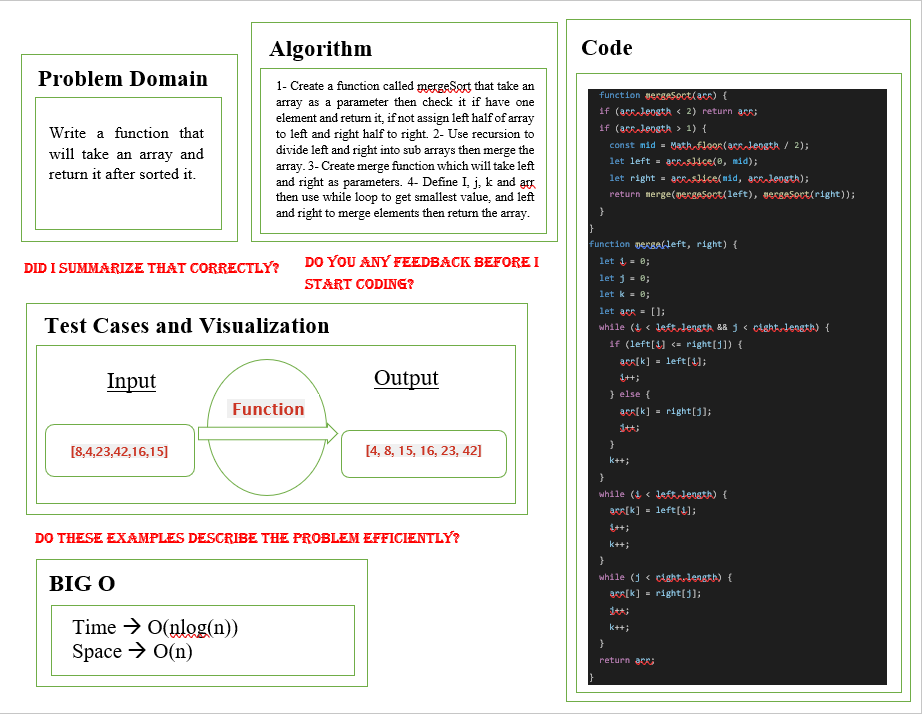 Problem Domain
Write a function that
will take an array and
return it after sorted it.
Algorithm
1- Create a function called mergeSort that take an
array as a parameter then check it if have one
element and return it, if not assign left half of array
to left and right half to right. 2- Use recursion to
divide left and right into sub arrays then merge the
array. 3- Create merge function which will take left
and right as parameters. 4- Define I, j, k and arr
then use while loop to get smallest value, and left
and right to merge elements then return the array.
DID I SUMMARIZE THAT CORRECTLY?
DO YOU ANY FEEDBACK BEFORE I
START CODING?
Test Cases and Visualization
Input
Function
Output
[8,4,23,42,16,15]
[4, 8, 15, 16, 23, 42]
DO THESE EXAMPLES DESCRIBE THE PROBLEM EFFICIENTLY?
BIG O
Time → O(nlog(n))
Space → O(n)
Code
function mergeSort(arr) {
if (arr.length < 2) return arr;
if (arr.length > 1) {
const mid = Math.floor(arr.length / 2);
let left = arr.slice(0, mid);
let right = arr.slice(mid, arr.length);
return merge(mergeSort(left), mergeSort(right));
}
}
function merge(left, right) {
let i = 0;
let j = 0;
let k = 0;
let arr = [];
while (i < left.length && j < right.length) {
if (left[i] <= right[j]) {
arr[k] = left[i];
i++;
} else {
arr[k] = right[j];
j++;
}
k++;
}
while (i < left.length) {
arr[k] = left[i];
i++;
k++;
}
while (j < right.length) {
arr[k] = right[j];
j++;
k++;
}
return arr;
}